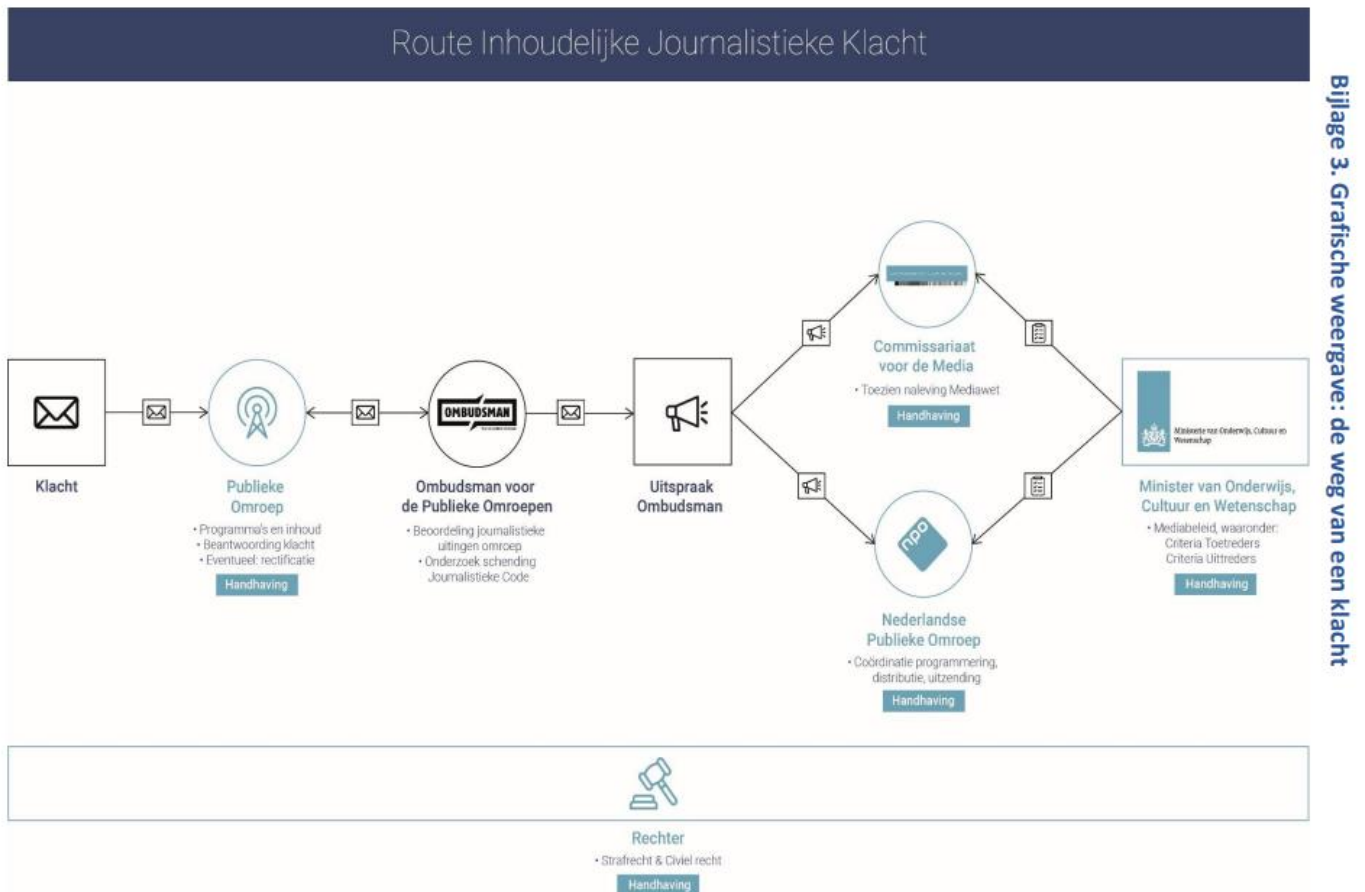 Route Inhoudelijke Journalistieke Klacht
Bijlage 3. Grafische weergave: de weg van een klacht
Klacht
Publieke
Omroep
• Programma's en inhoud
• Beantwoording klacht
• Eventueel: rectificatie
Handhaving
OMBUDSMAN
Ombudsman voor
de Publieke Omroepen
• Beoordeling journalistieke
uitingen omroep
• Onderzoek schending
Journalistieke Code
Uitspraak
Ombudsman
Commissariaat
voor de Media
• Toezien naleving Mediawet
Handhaving
npo
Nederlandse
Publieke Omroep
• Coördinatie programmering,
distributie, uitzending
Handhaving
Ministerie van Onderwijs, Cultuur en
Wetenschap
Minister van Onderwijs,
Cultuur en Wetenschap
• Mediabeleid, waaronder:
Criteria Toetreders
Criteria Uittreders
Handhaving
Rechter
• Strafrecht & Civiel recht
Handhaving